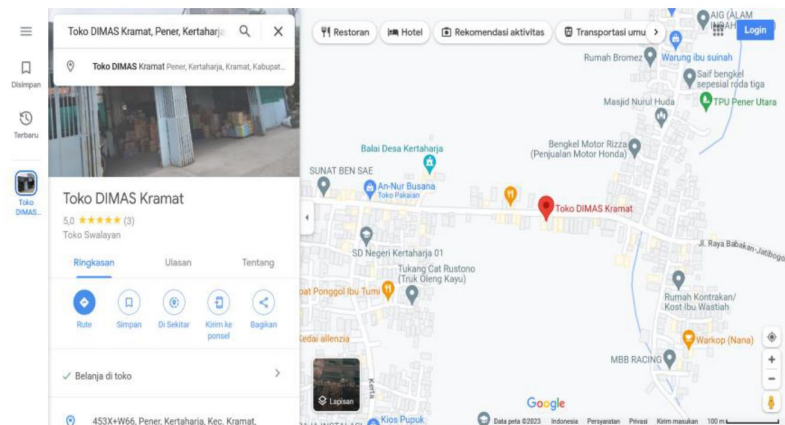 Toko DIMAS Kramat, Pener, Kertaharja
Toko DIMAS Kramat Pener, Kertaharja, Kramat, Kabupat...
Disimpan
Terbaru
Toko
DIMAS...
Toko DIMAS Kramat
5,0 ★★★★★ (3)
Toko Swalayan
Ringkasan
Ulasan
Tentang
Rute
Simpan
Di Sekitar
Kirim ke
ponsel
Bagikan
Belanja di toko
453X+W66, Pener, Kertaharja, Kec. Kramat,
Restoran
Hotel
Rekomendasi aktivitas
Transportasi umu
Login
AIG (ALAM
Rumah Bromez
Warung ibu suinah
Saif bengkel
sepesial roda tiga
Masjid Nurul Huda
TPU Pener Utara
Balai Desa Kertaharja
Bengkel Motor Rizza
(Penjualan Motor Honda)
SUNAT BEN SAE
An-Nur Busana
Toko Pakaian
Toko DIMAS Kramat
SD Negeri Kertaharja 01
Jl. Raya Babakan-Jatibogo
Tukang Cat Rustono
(Truk Oleng Kayu)
pat Ponggol Ibu Tumi
Rumah Kontrakan/
Kost Ibu Wastiah
Kedai allenzia
Warkop (Nana)
MBB RACING
Lapisan
Kerta
Google
Kios Pupuk
Data peta ©2023
Indonesia
Persyaratan
Privasi
Kirim masukan
100 m